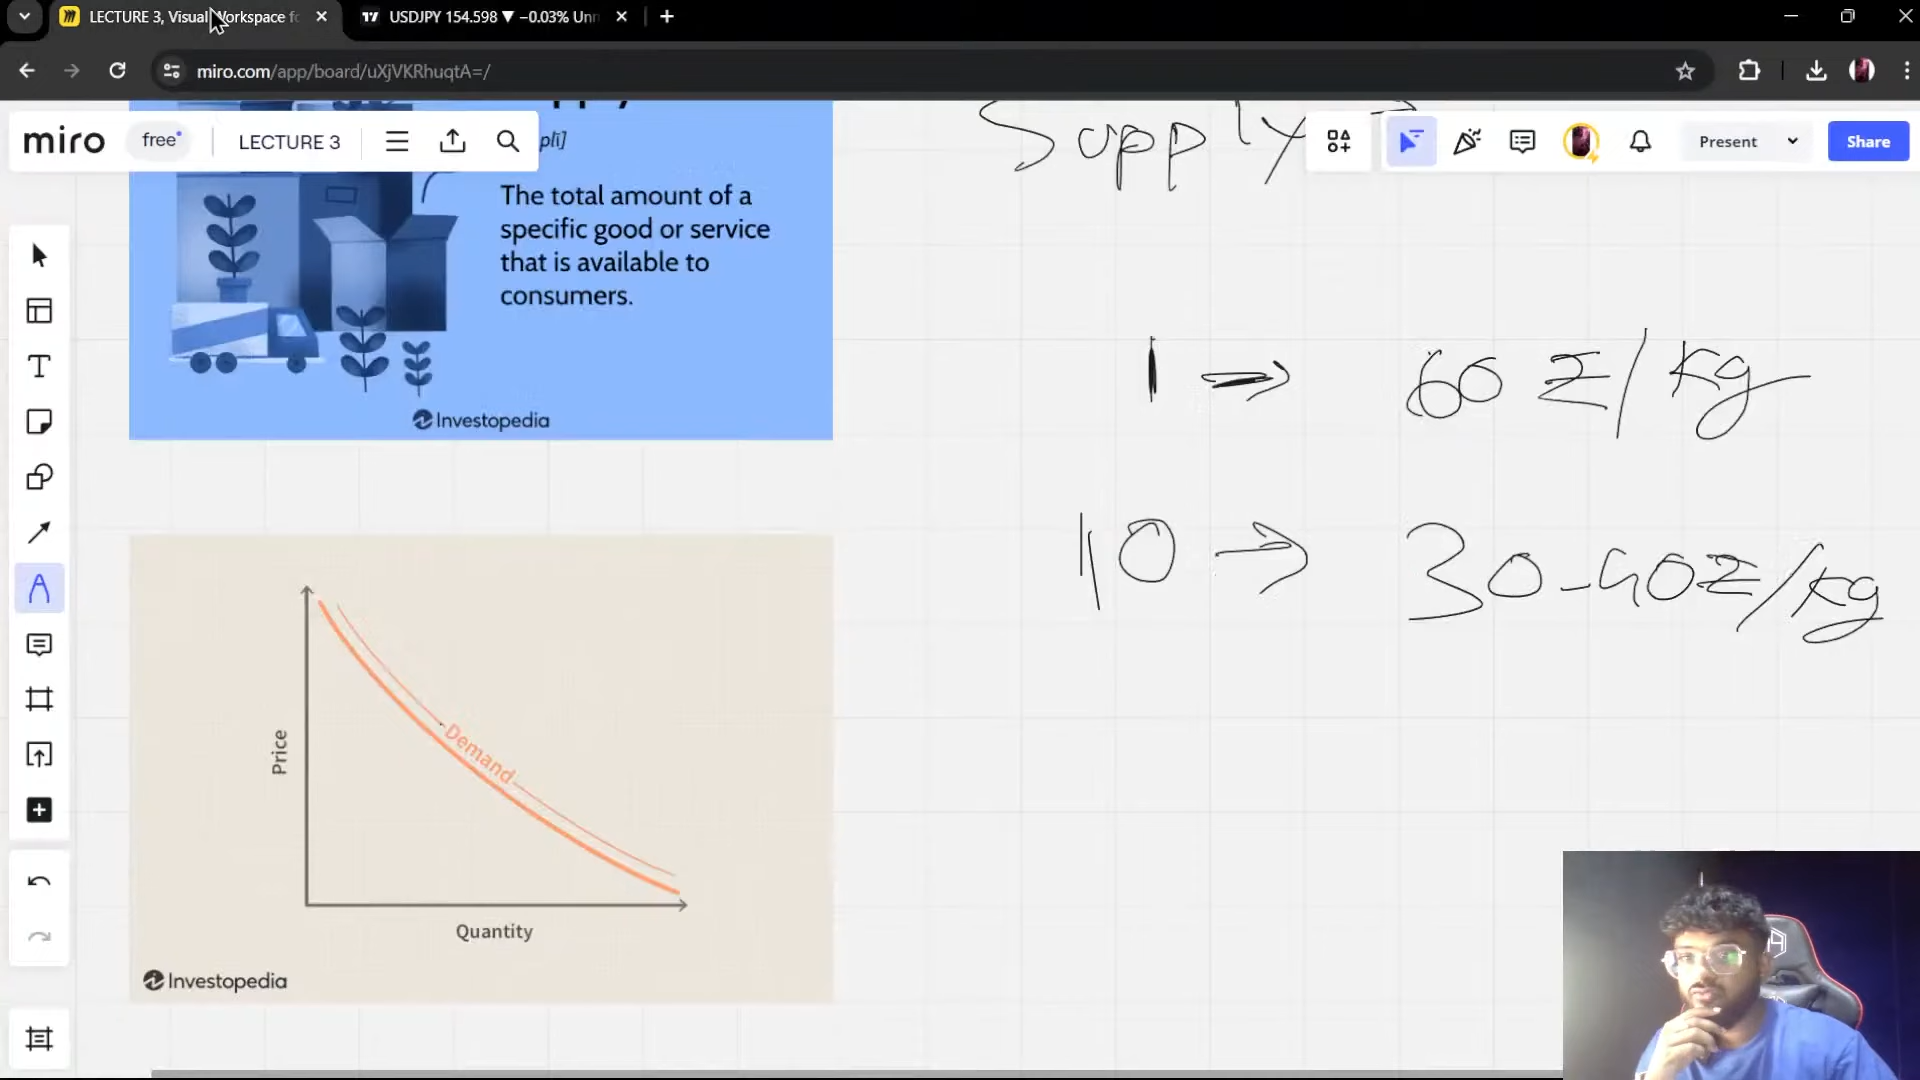 LECTURE 3, Visual Workspace fo
USDJPY 154.598 ▼ −0.03% Unn
miro.com/app/board/uXjVKRhuqtA=/
miro
free
LECTURE 3
Present
Share
pli]
Supply
The total amount of a
specific good or service
that is available to
consumers.
Investopedia
1 → 60 ₹/kg
10 → 30-40₹/kg
Price
Demand
Quantity
Investopedia